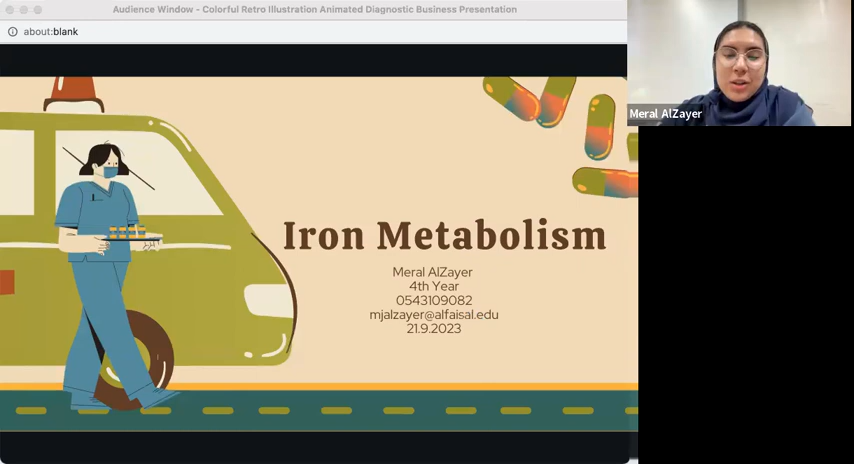 Audience Window - Colorful Retro Illustration Animated Diagnostic Business Presentation
about:blank
Meral AlZayer
Iron Metabolism
Meral AlZayer
4th Year
0543109082
mjalzayer@alfaisal.edu
21.9.2023